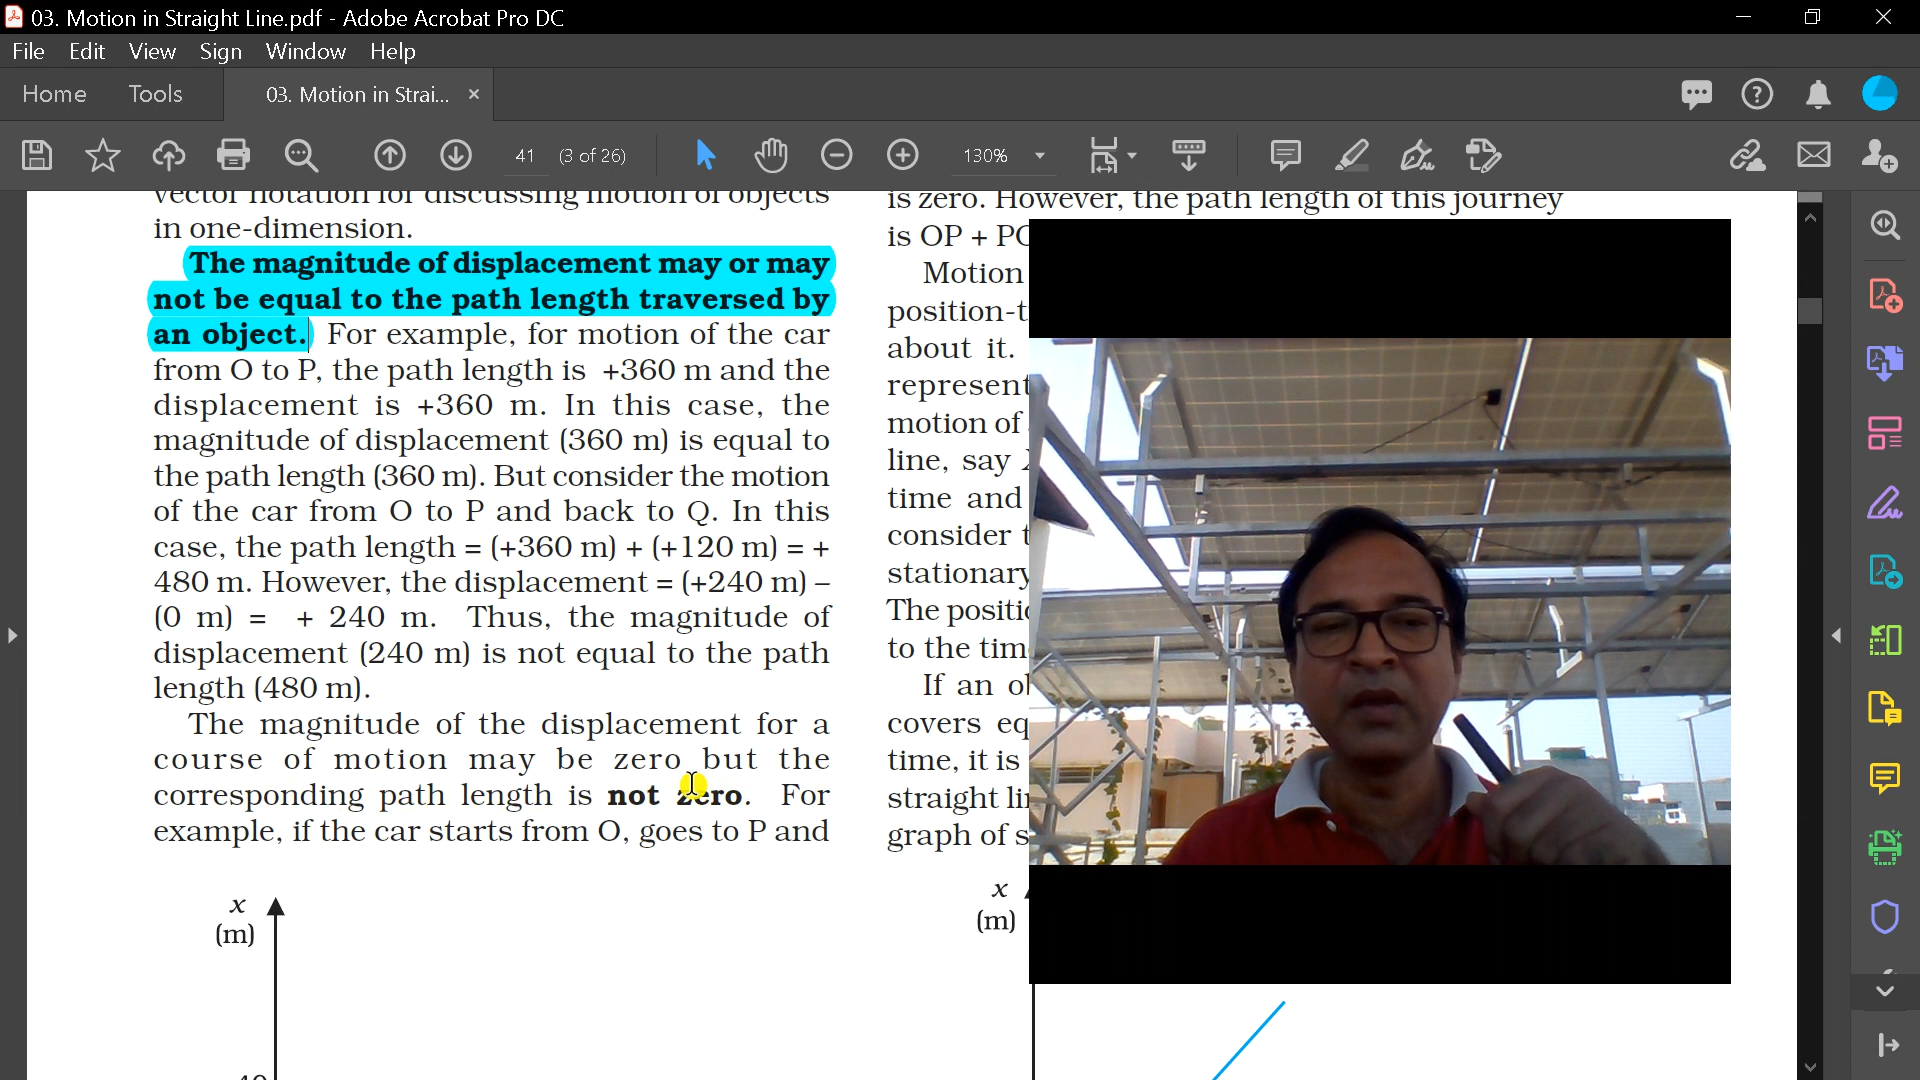 03. Motion in Straight Line.pdf - Adobe Acrobat Pro DC
File Edit View Sign Window Help
Home Tools 03. Motion in Strai... ×
41 (3 of 26) 130%
vector notation for discussing motion of objects
in one-dimension.
The magnitude of displacement may or may
not be equal to the path length traversed by
an object. For example, for motion of the car
from O to P, the path length is +360 m and the
displacement is +360 m. In this case, the
magnitude of displacement (360 m) is equal to
the path length (360 m). But consider the motion
of the car from O to P and back to Q. In this
case, the path length = (+360 m) + (+120 m) = +
480 m. However, the displacement = (+240 m) –
(0 m) = + 240 m. Thus, the magnitude of
displacement (240 m) is not equal to the path
length (480 m).
The magnitude of the displacement for a
course of motion may be zero but the
corresponding path length is not zero. For
example, if the car starts from O, goes to P and
x
(m)
is zero. However, the path length of this journey
is OP +
Motion
position-t
about it.
represent
motion of
line, say
time and
consider t
stationary
The positi
to the tim
If an
covers eq
time, it is
straight li
graph of s
x
(m)